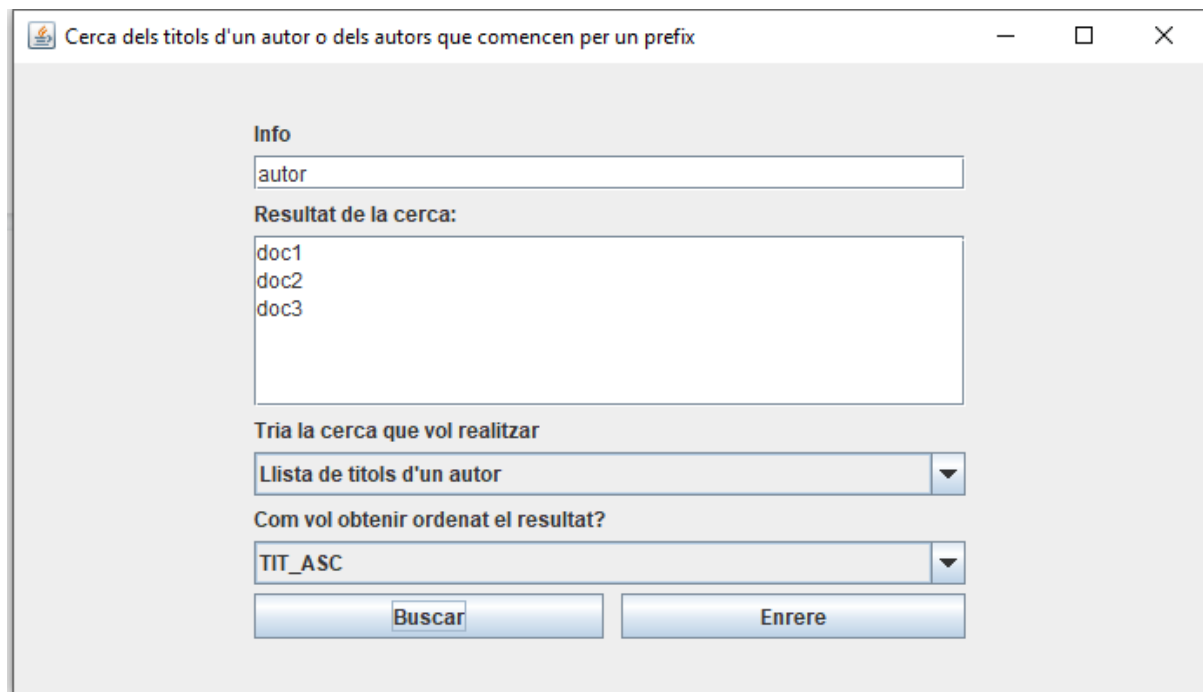 Cerca dels titols d'un autor o dels autors que comencen per un prefix
Info
autor
Resultat de la cerca:
doc1
doc2
doc3
Tria la cerca que vol realitzar
Llista de titols d'un autor
Com vol obtenir ordenat el resultat?
TIT_ASC
Buscar
Enrere